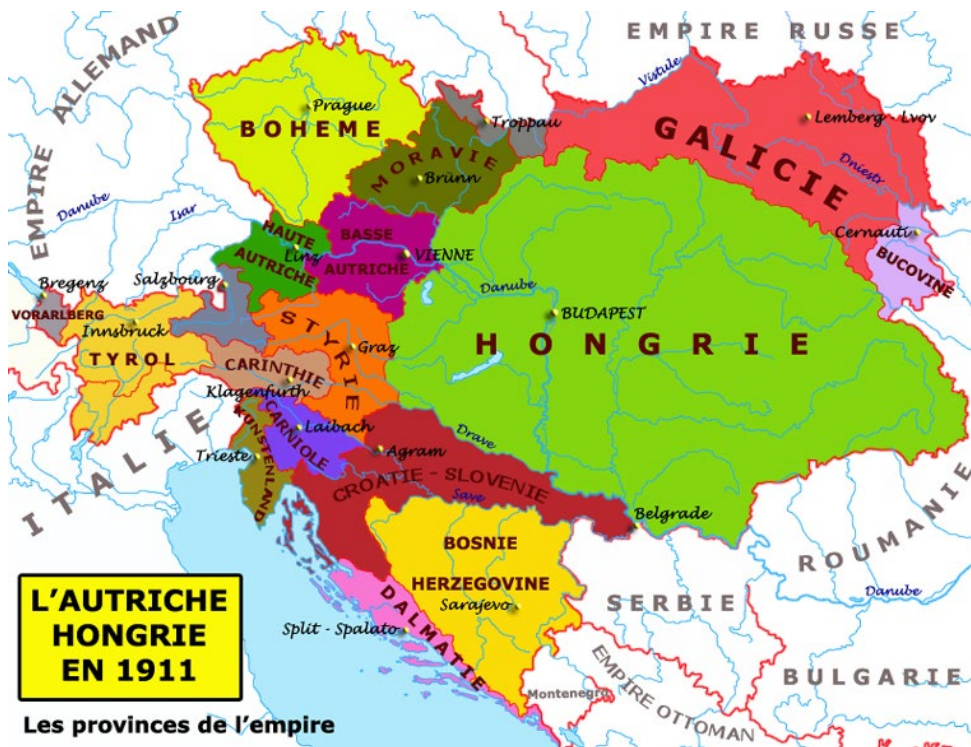 EMPIRE ALLEMAND
EMPIRE RUSSE
Prague
BOHEME
Vistule
Troppau
Lemberg - Lvov
GALICIE
MORAVIE
Brünn
Dniestr
Danube
Isar
HAUTE
AUTRICHE
Linz
BASSE
AUTRICHE
VIENNE
Cernauti
BUCOVINE
Bregenz
Salzbourg
Danube
VORARLBERG
Innsbruck
TYROL
STYRIE
Graz
BUDAPEST
HONGRIE
CARINTHIE
Klagenfurth
ITALIE
KUNSTENLAND
CARNIOLE
Laibach
Trieste
Agram
Drave
CROATIE - SLOVENIE
Save
Belgrade
ROUMANIE
BOSNIE
HERZEGOVINE
Sarajevo
DALMATIE
Split - Spalato
SERBIE
Danube
EMPIRE OTTOMAN
Montenegro
BULGARIE
L'AUTRICHE
HONGRIE
EN 1911
Les provinces de l'empire